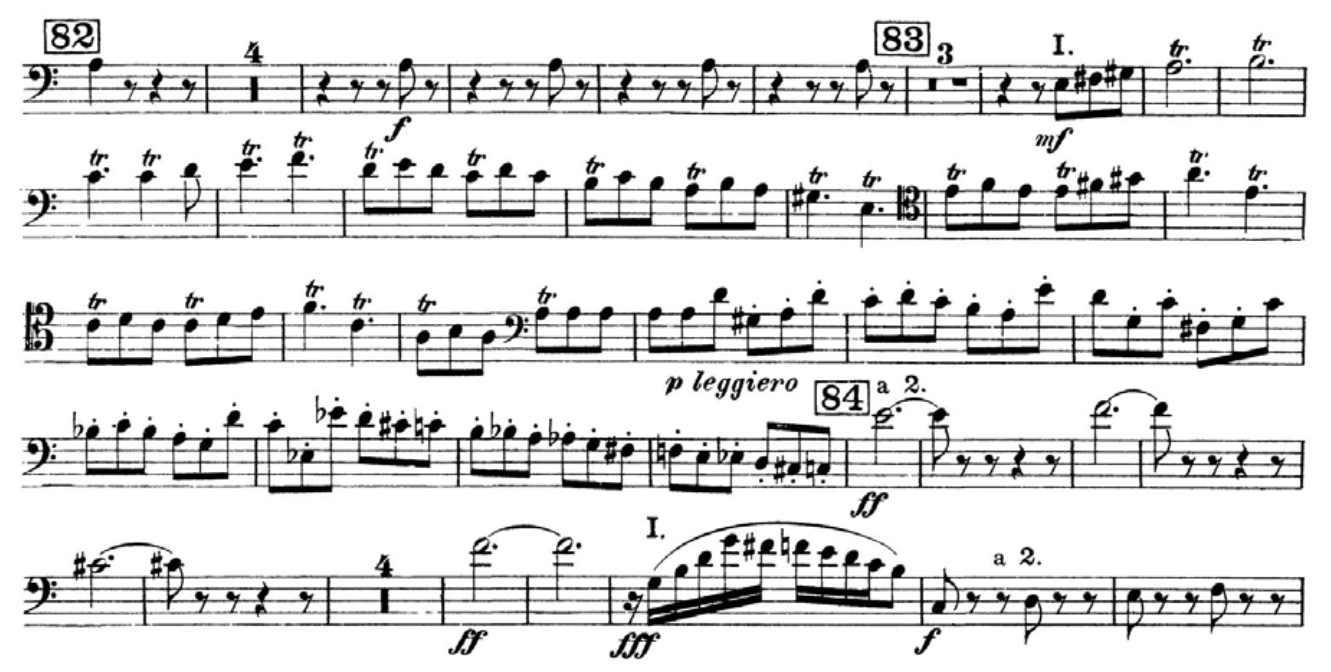 82 4 83 3 I.
tr tr
f mf
tr tr tr tr tr tr tr tr tr tr tr tr tr tr
tr tr tr tr tr tr
p leggiero 84 a 2.
ff
4 I. a 2.
ff fff f